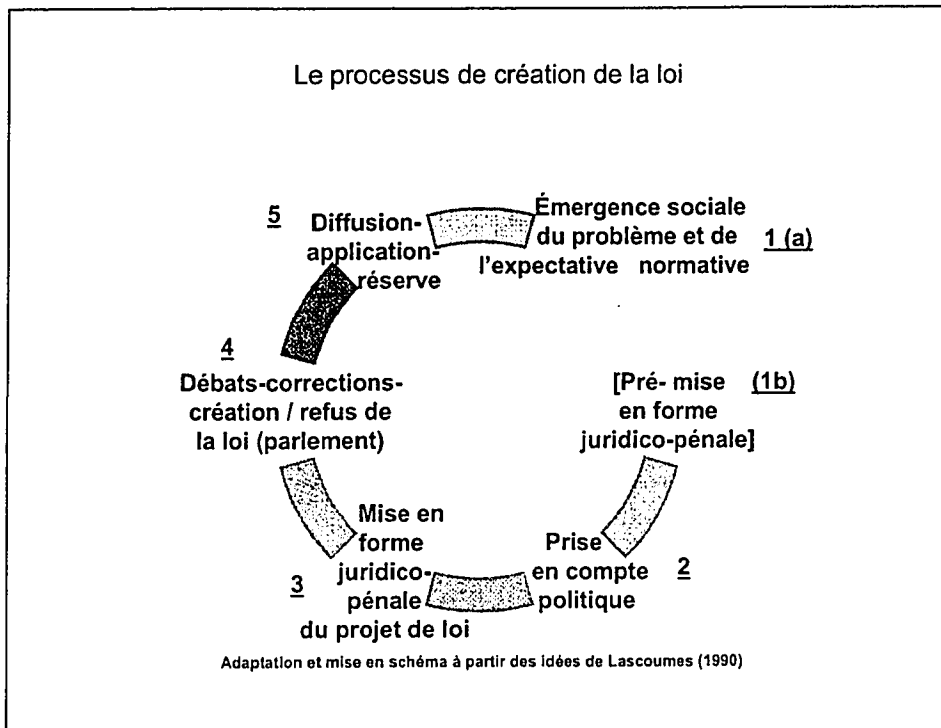 Le processus de création de la loi
Émergence sociale
du problème et de
l'expectative normative
1 (a)
[Pré- mise
en forme
juridico-pénale]
(1b)
Prise
en compte
politique
2
Mise en
forme
juridico-
pénale
du projet de loi
3
4
Débats-corrections-
création / refus de
la loi (parlement)
5
Diffusion-
application-
réserve
Adaptation et mise en schéma à partir des idées de Lascoumes (1990)